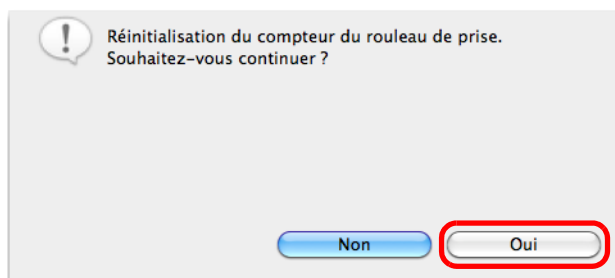 Réinitialisation du compteur du rouleau de prise.
Souhaitez-vous continuer ?
Non Oui